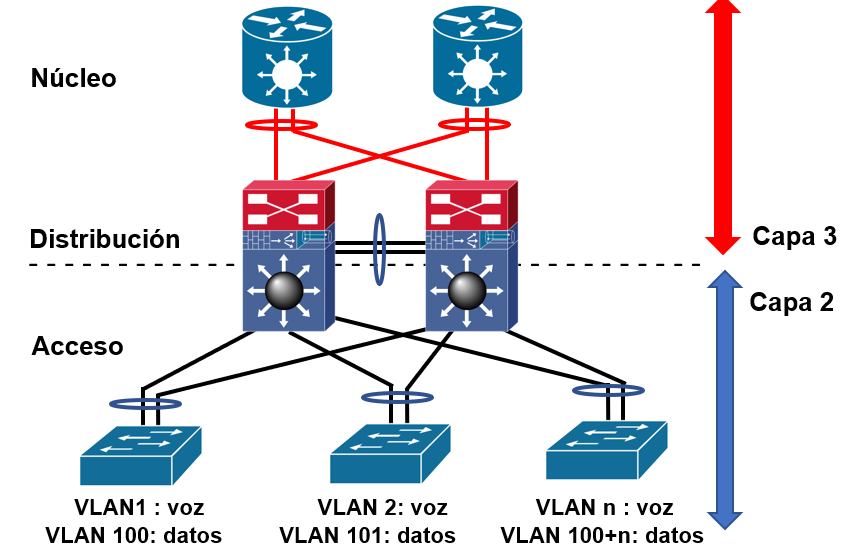 Núcleo
Distribución
Capa 3
Capa 2
Acceso
VLAN1 : voz
VLAN 100: datos
VLAN 2: voz
VLAN 101: datos
VLAN n : voz
VLAN 100+n: datos